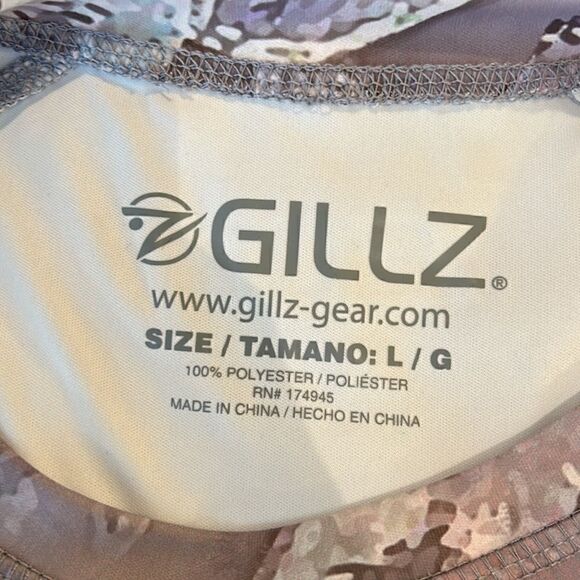 GILLZ®
www.gillz-gear.com
SIZE / TAMANO: L / G
100% POLYESTER / POLIÉSTER
RN# 174945
MADE IN CHINA / HECHO EN CHINA